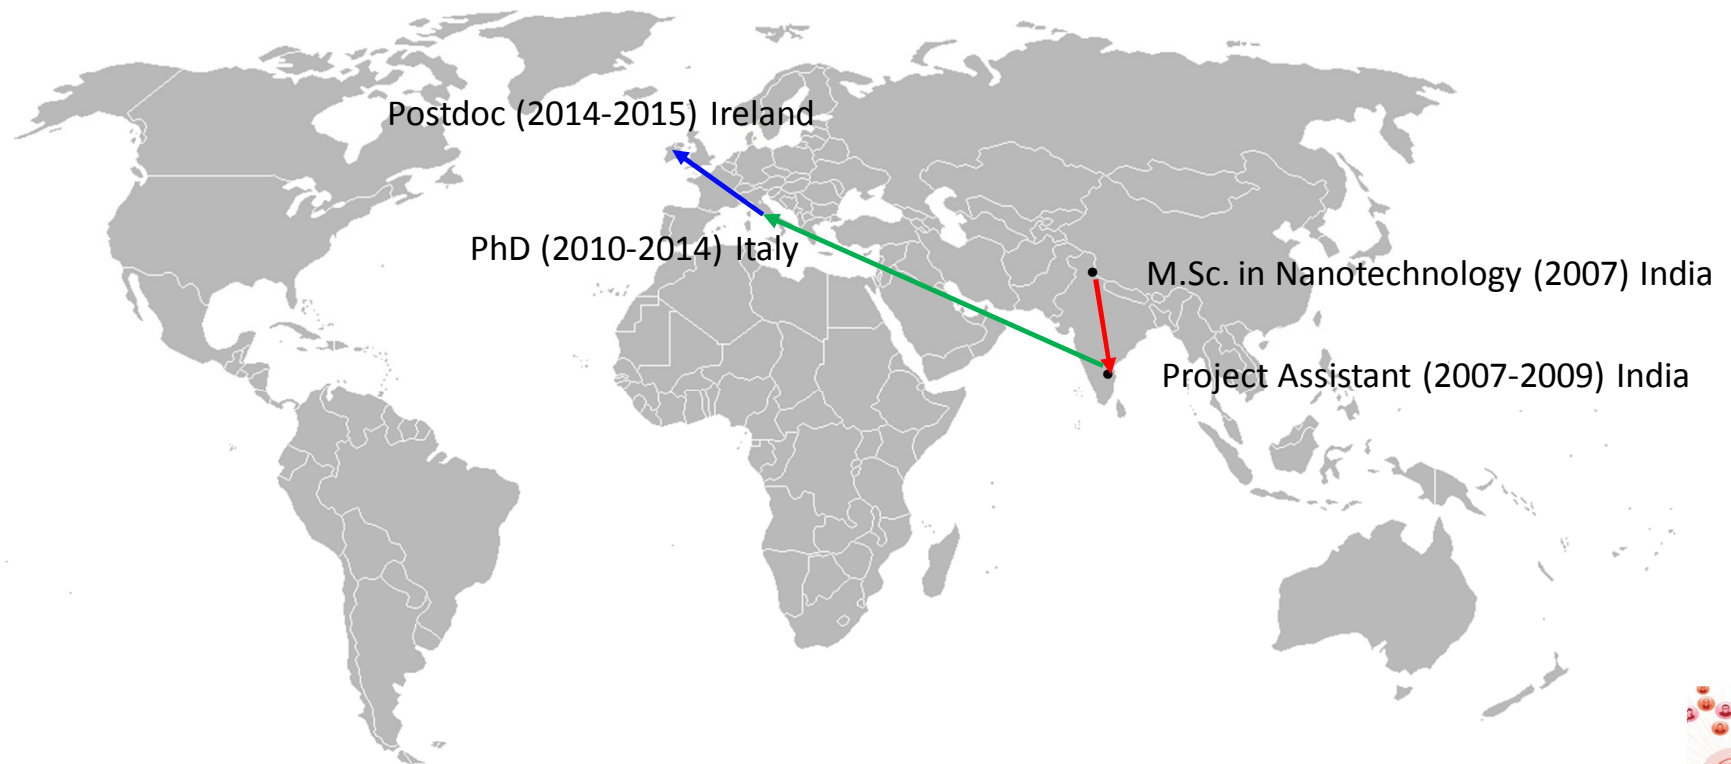 Postdoc (2014-2015) Ireland
PhD (2010-2014) Italy
M.Sc. in Nanotechnology (2007) India
Project Assistant (2007-2009) India